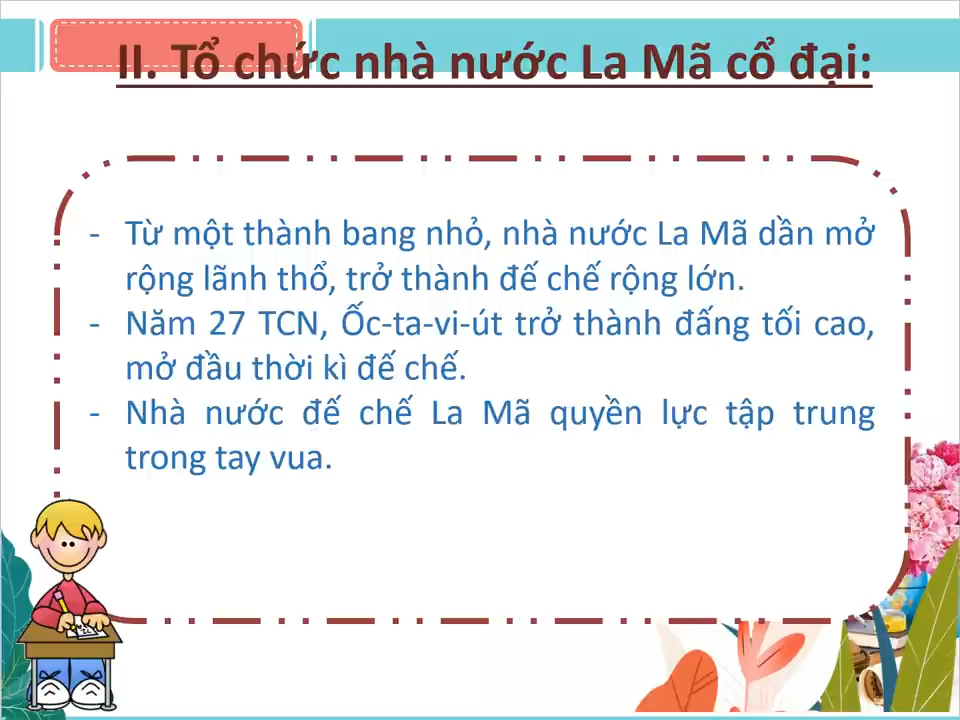 II. Tổ chức nhà nước La Mã cổ đại:
- Từ một thành bang nhỏ, nhà nước La Mã dần mở
rộng lãnh thổ, trở thành đế chế rộng lớn.
- Năm 27 TCN, Ốc-ta-vi-út trở thành đấng tối cao,
mở đầu thời kì đế chế.
- Nhà nước đế chế La Mã quyền lực tập trung
trong tay vua.